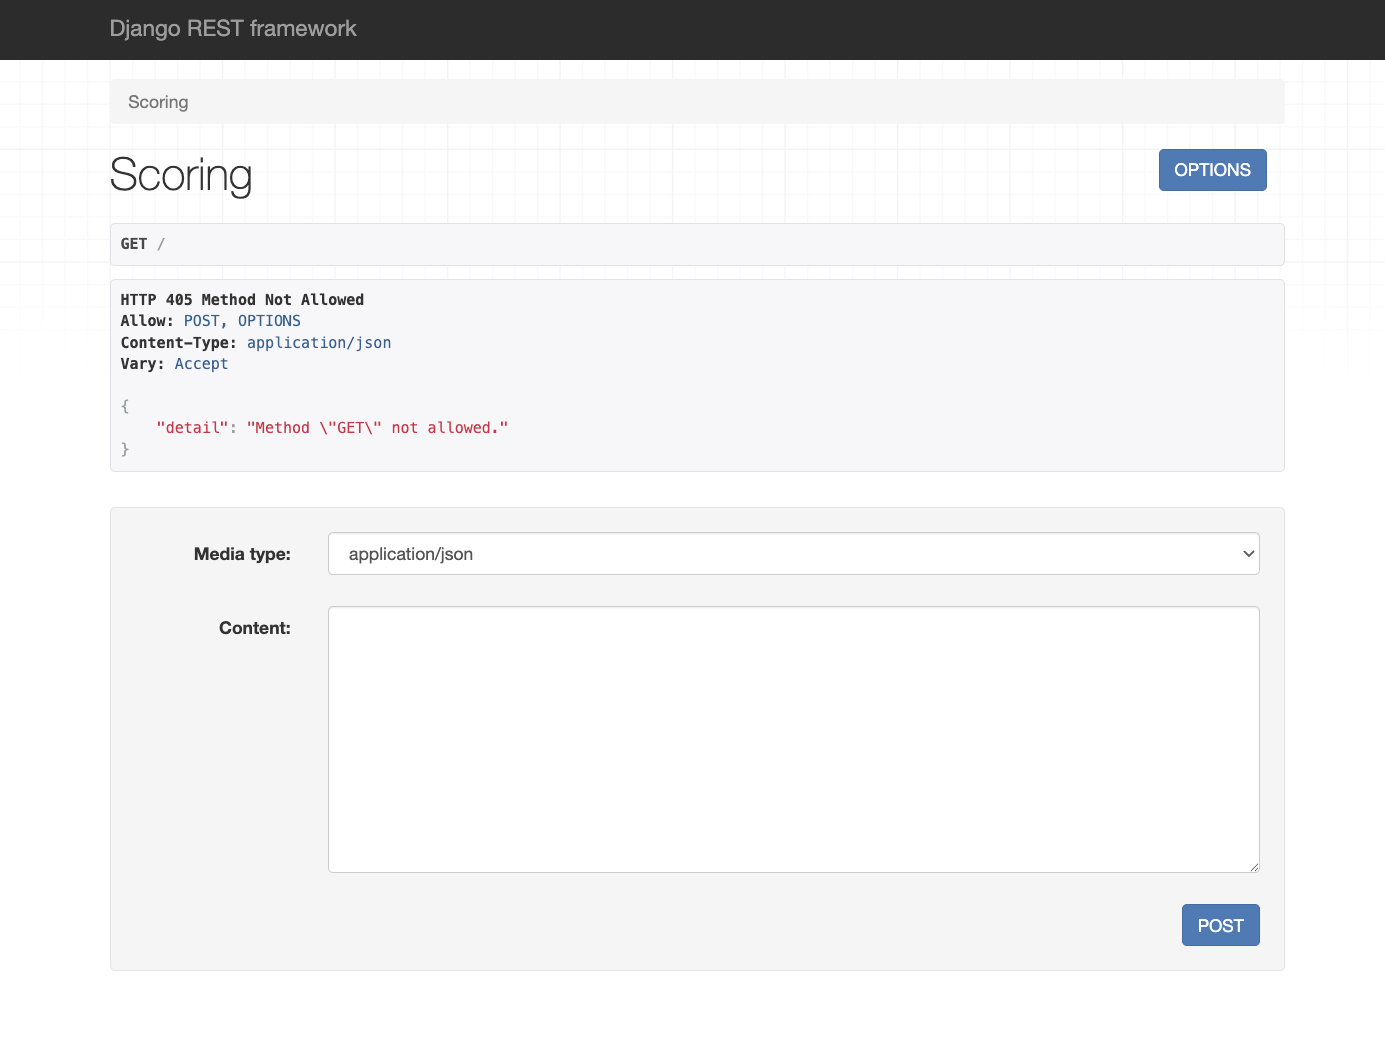 Django REST framework
Scoring
Scoring
OPTIONS
GET /
HTTP 405 Method Not Allowed
Allow: POST, OPTIONS
Content-Type: application/json
Vary: Accept
{
    "detail": "Method \"GET\" not allowed."
}
Media type:
application/json
Content:
POST